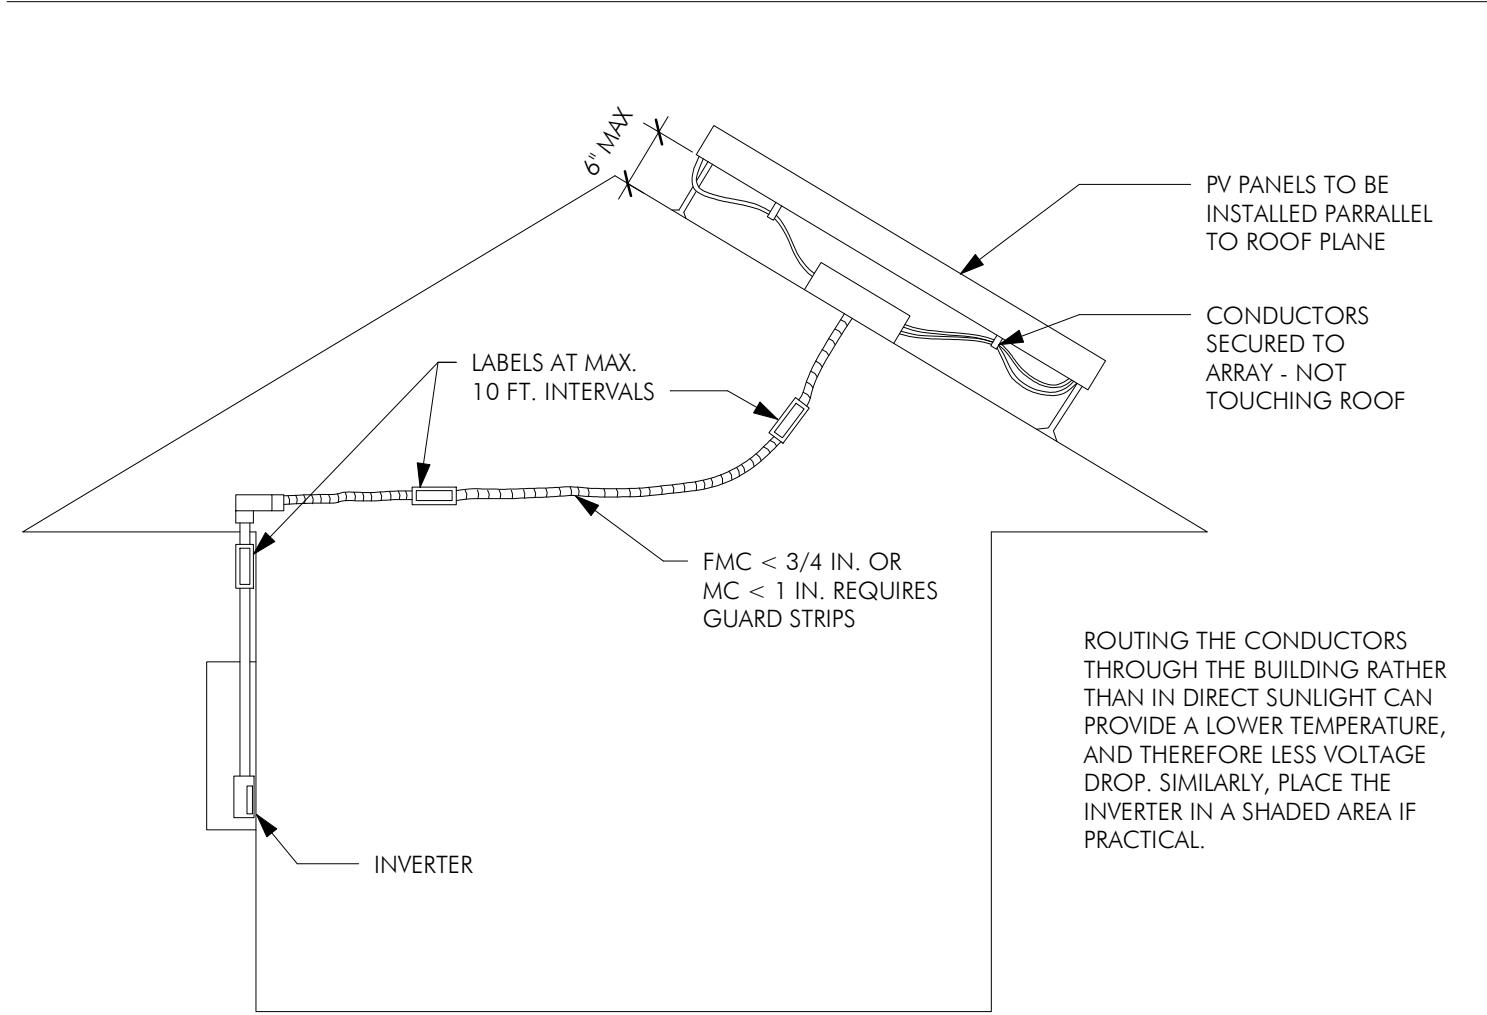 6" MAX
PV PANELS TO BE
INSTALLED PARRALLEL
TO ROOF PLANE
CONDUCTORS
SECURED TO
ARRAY - NOT
TOUCHING ROOF
LABELS AT MAX.
10 FT. INTERVALS
FMC < 3/4 IN. OR
MC < 1 IN. REQUIRES
GUARD STRIPS
ROUTING THE CONDUCTORS
THROUGH THE BUILDING RATHER
THAN IN DIRECT SUNLIGHT CAN
PROVIDE A LOWER TEMPERATURE,
AND THEREFORE LESS VOLTAGE
DROP. SIMILARLY, PLACE THE
INVERTER IN A SHADED AREA IF
PRACTICAL.
INVERTER